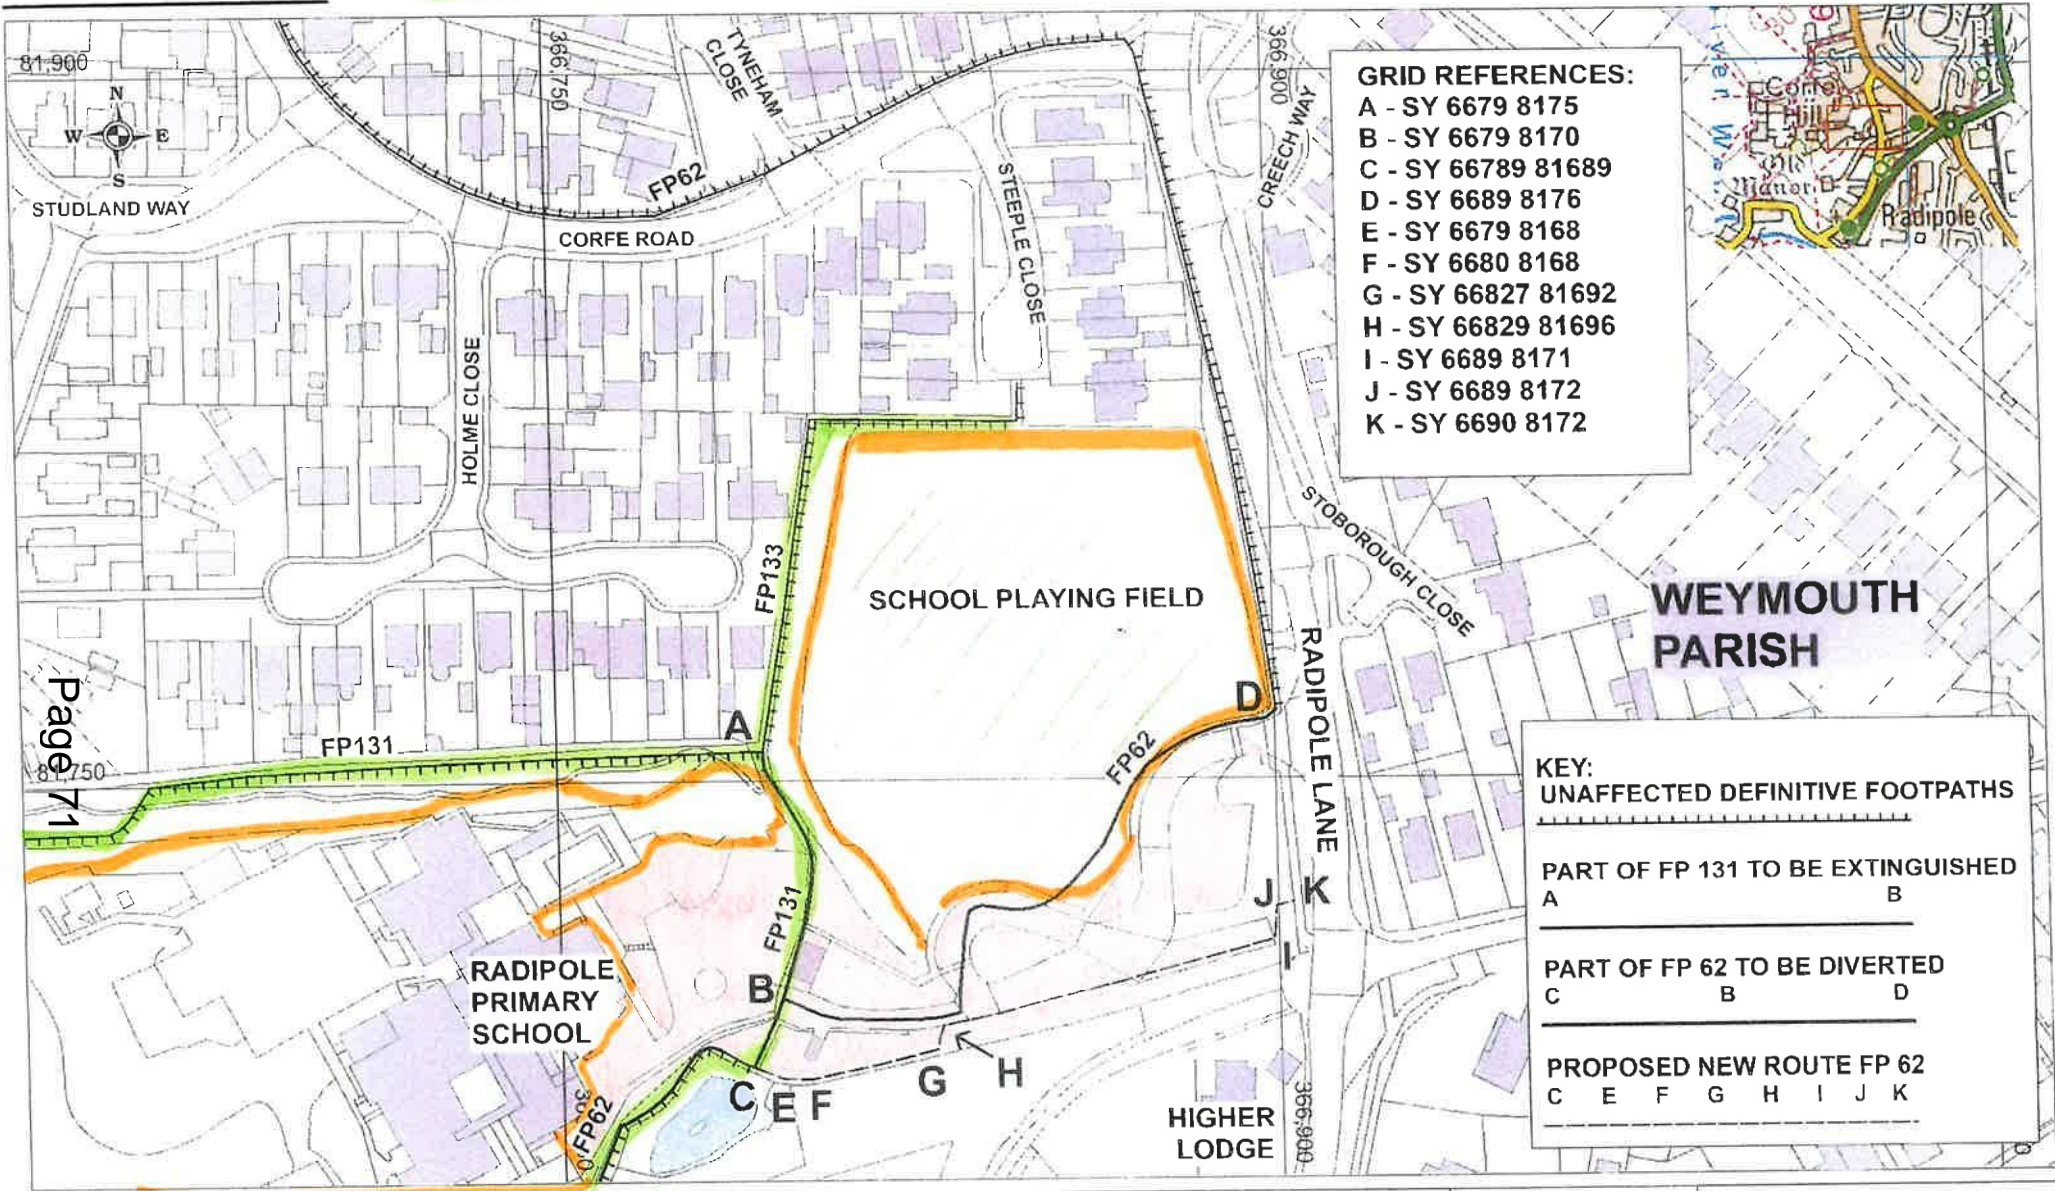 81,900
366,750
366,900
N
W E
S
STUDLAND WAY
TYNEHAM
CLOSE
FP62
CORFE ROAD
STEEPLE CLOSE
CREECH WAY
HOLME CLOSE
GRID REFERENCES:
A - SY 6679 8175
B - SY 6679 8170
C - SY 66789 81689
D - SY 6689 8176
E - SY 6679 8168
F - SY 6680 8168
G - SY 66827 81692
H - SY 66829 81696
I - SY 6689 8171
J - SY 6689 8172
K - SY 6690 8172
Corfe
Hill
Old
Manor
Radipole
FP133
SCHOOL PLAYING FIELD
STOBOROUGH CLOSE
RADIPOLE LANE
WEYMOUTH
PARISH
Page 71
81,750
FP131
A
D
FP62
J K
I
FP131
B
RADIPOLE
PRIMARY
SCHOOL
C E F
G H
FP62
HIGHER
LODGE
366,900
KEY:
UNAFFECTED DEFINITIVE FOOTPATHS
PART OF FP 131 TO BE EXTINGUISHED
A B
PART OF FP 62 TO BE DIVERTED
C B D
PROPOSED NEW ROUTE FP 62
C E F G H I J K